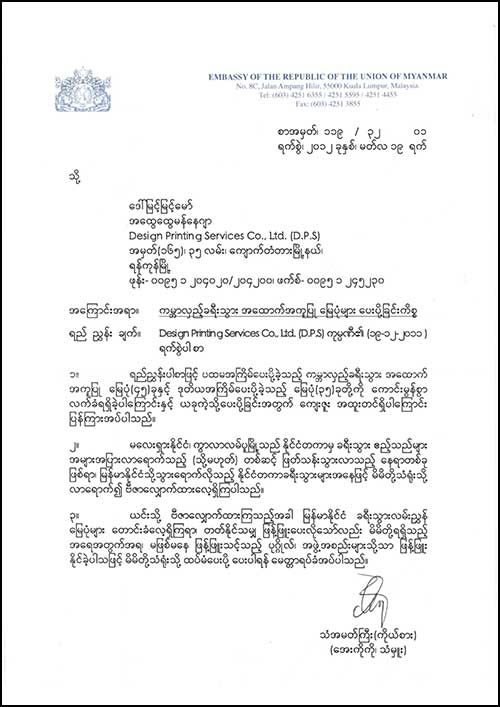 EMBASSY OF THE REPUBLIC OF THE UNION OF MYANMAR
No. 8C, Jalan Ampang Hilir, 55000 Kuala Lumpur, Malaysia.
Tel: (603) 4251 6355 / 4251 5595 / 4251 4455
Fax: (603) 4251 3855
စာအမှတ်၊ ၁၁၉ / ၃၂ ၀၁
ရက်စွဲ၊ ၂၀၁၂ ခုနှစ်၊ မတ်လ ၁၉ ရက်
သို့
ဒေါ်မြင့်မြင့်မော်
အထွေထွေမန်နေဂျာ
Design Printing Services Co., Ltd. (D.P.S)
အမှတ်(၁၆၅)၊ ၃၅ လမ်း၊ ကျောက်တံတားမြို့နယ်၊
ရန်ကုန်မြို့
ဖုန်း- ၀၀၉၅ ၁ ၂၄၀၀၂၀/၂၄၂၀၀၊ ဖက်စ်- ၀၀၉၅ ၁ ၂၄၅၂၃၀
အကြောင်းအရာ။ ကမ္ဘာလှည့်ခရီးသွား အထောက်အကူပြု မြေပုံများ ပေးပို့ခြင်းကိစ္စ
ရည် ညွှန်း ချက်။ Design Printing Services Co., Ltd. (D.P.S) ကုမ္ပဏီ၏ (၁၉-၁၂-၂၀၁၁)
ရက်စွဲပါ စာ
၁။ ရည်ညွှန်းပါစာဖြင့် ပထမအကြိမ်ပေးပို့ခဲ့သည့် ကမ္ဘာလှည့်ခရီးသွား အထောက်
အကူပြု မြေပုံ(၄၅)ခုနှင့် ဒုတိယအကြိမ်ပေးပို့ခဲ့သည့် မြေပုံ(၃၅)ခုတို့ကို ကောင်းမွန်စွာ
လက်ခံရရှိခဲ့ပါကြောင်းနှင့် ယခုကဲ့သို့ပေးပို့ခြင်းအတွက် ကျေးဇူး အထူးတင်ရှိပါကြောင်း
ပြန်ကြားအပ်ပါသည်။
၂။ မလေးရှားနိုင်ငံ၊ ကွာလာလမ်ပူမြို့သည် နိုင်ငံတကာမှ ခရီးသွား ဧည့်သည်များ
အများအပြားလာရောက်သည့် (သို့မဟုတ်) တစ်ဆင့် ဖြတ်သန်းသွားလာသည့် နေရာတစ်ခု
ဖြစ်ရာ၊ မြန်မာနိုင်ငံသို့သွားရောက်လိုသည့် နိုင်ငံတကာခရီးသွားများအနေဖြင့် မိမိတို့သံရုံးသို့
လာရောက်၍ ဗီဇာလျှောက်ထားလေ့ရှိကြပါသည်။
၃။ ယင်းသို့ ဗီဇာလျှောက်ထားကြသည့်အခါ မြန်မာနိုင်ငံ ခရီးသွားလမ်းညွှန်
မြေပုံများ တောင်းခံလေ့ရှိကြရာ၊ တတ်နိုင်သမျှ ဖြန့်ဖြူးပေးလိုသော်လည်း မိမိတို့ရရှိသည့်
အရေအတွက်အရ၊ မဖြစ်မနေ ဖြန့်ဖြူးသင့်သည့် ပုဂ္ဂိုလ်၊ အဖွဲ့အစည်းများသို့သာ ဖြန့်ဖြူး
နိုင်ခဲ့ပါသဖြင့် မိမိတို့သံရုံးသို့ ထပ်မံပေးပို့ ပေးပါရန် မေတ္တာရပ်ခံအပ်ပါသည်။
သံအမတ်ကြီး(ကိုယ်စား)
(အေးကိုကို၊ သံမှူး)